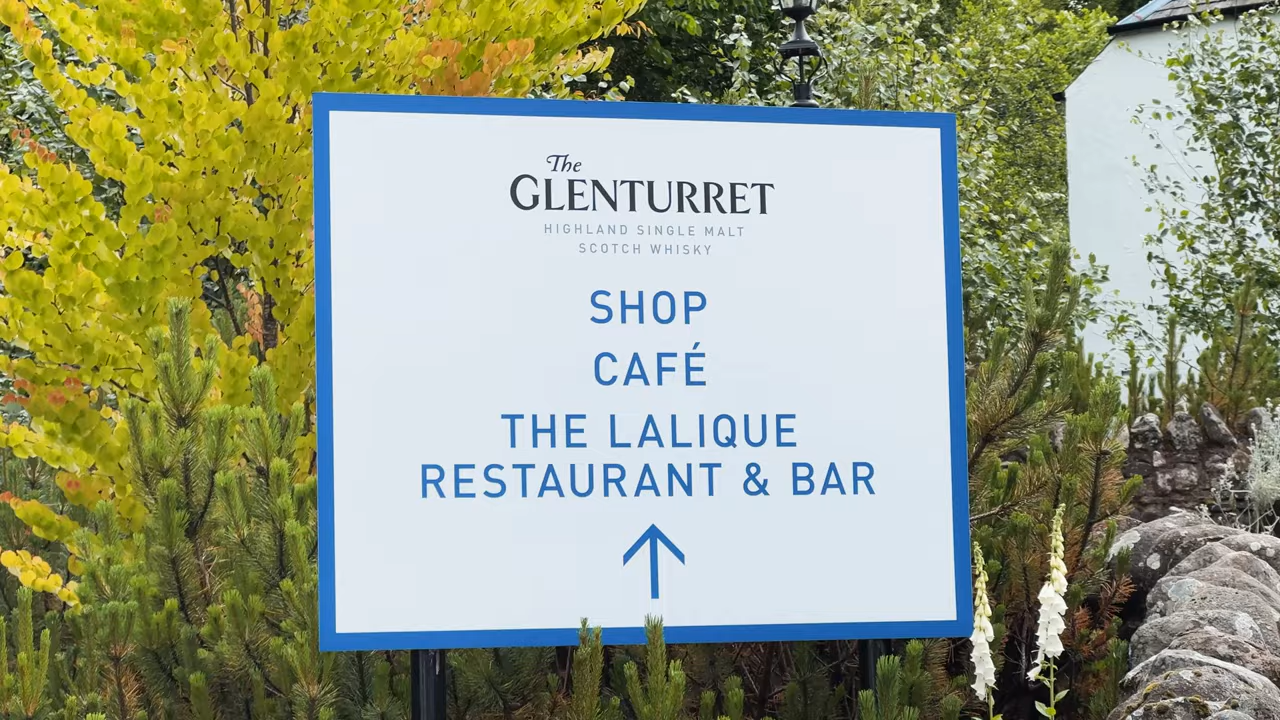 The
GLENTURRET
HIGHLAND SINGLE MALT
SCOTCH WHISKY
SHOP
CAFÉ
THE LALIQUE
RESTAURANT & BAR